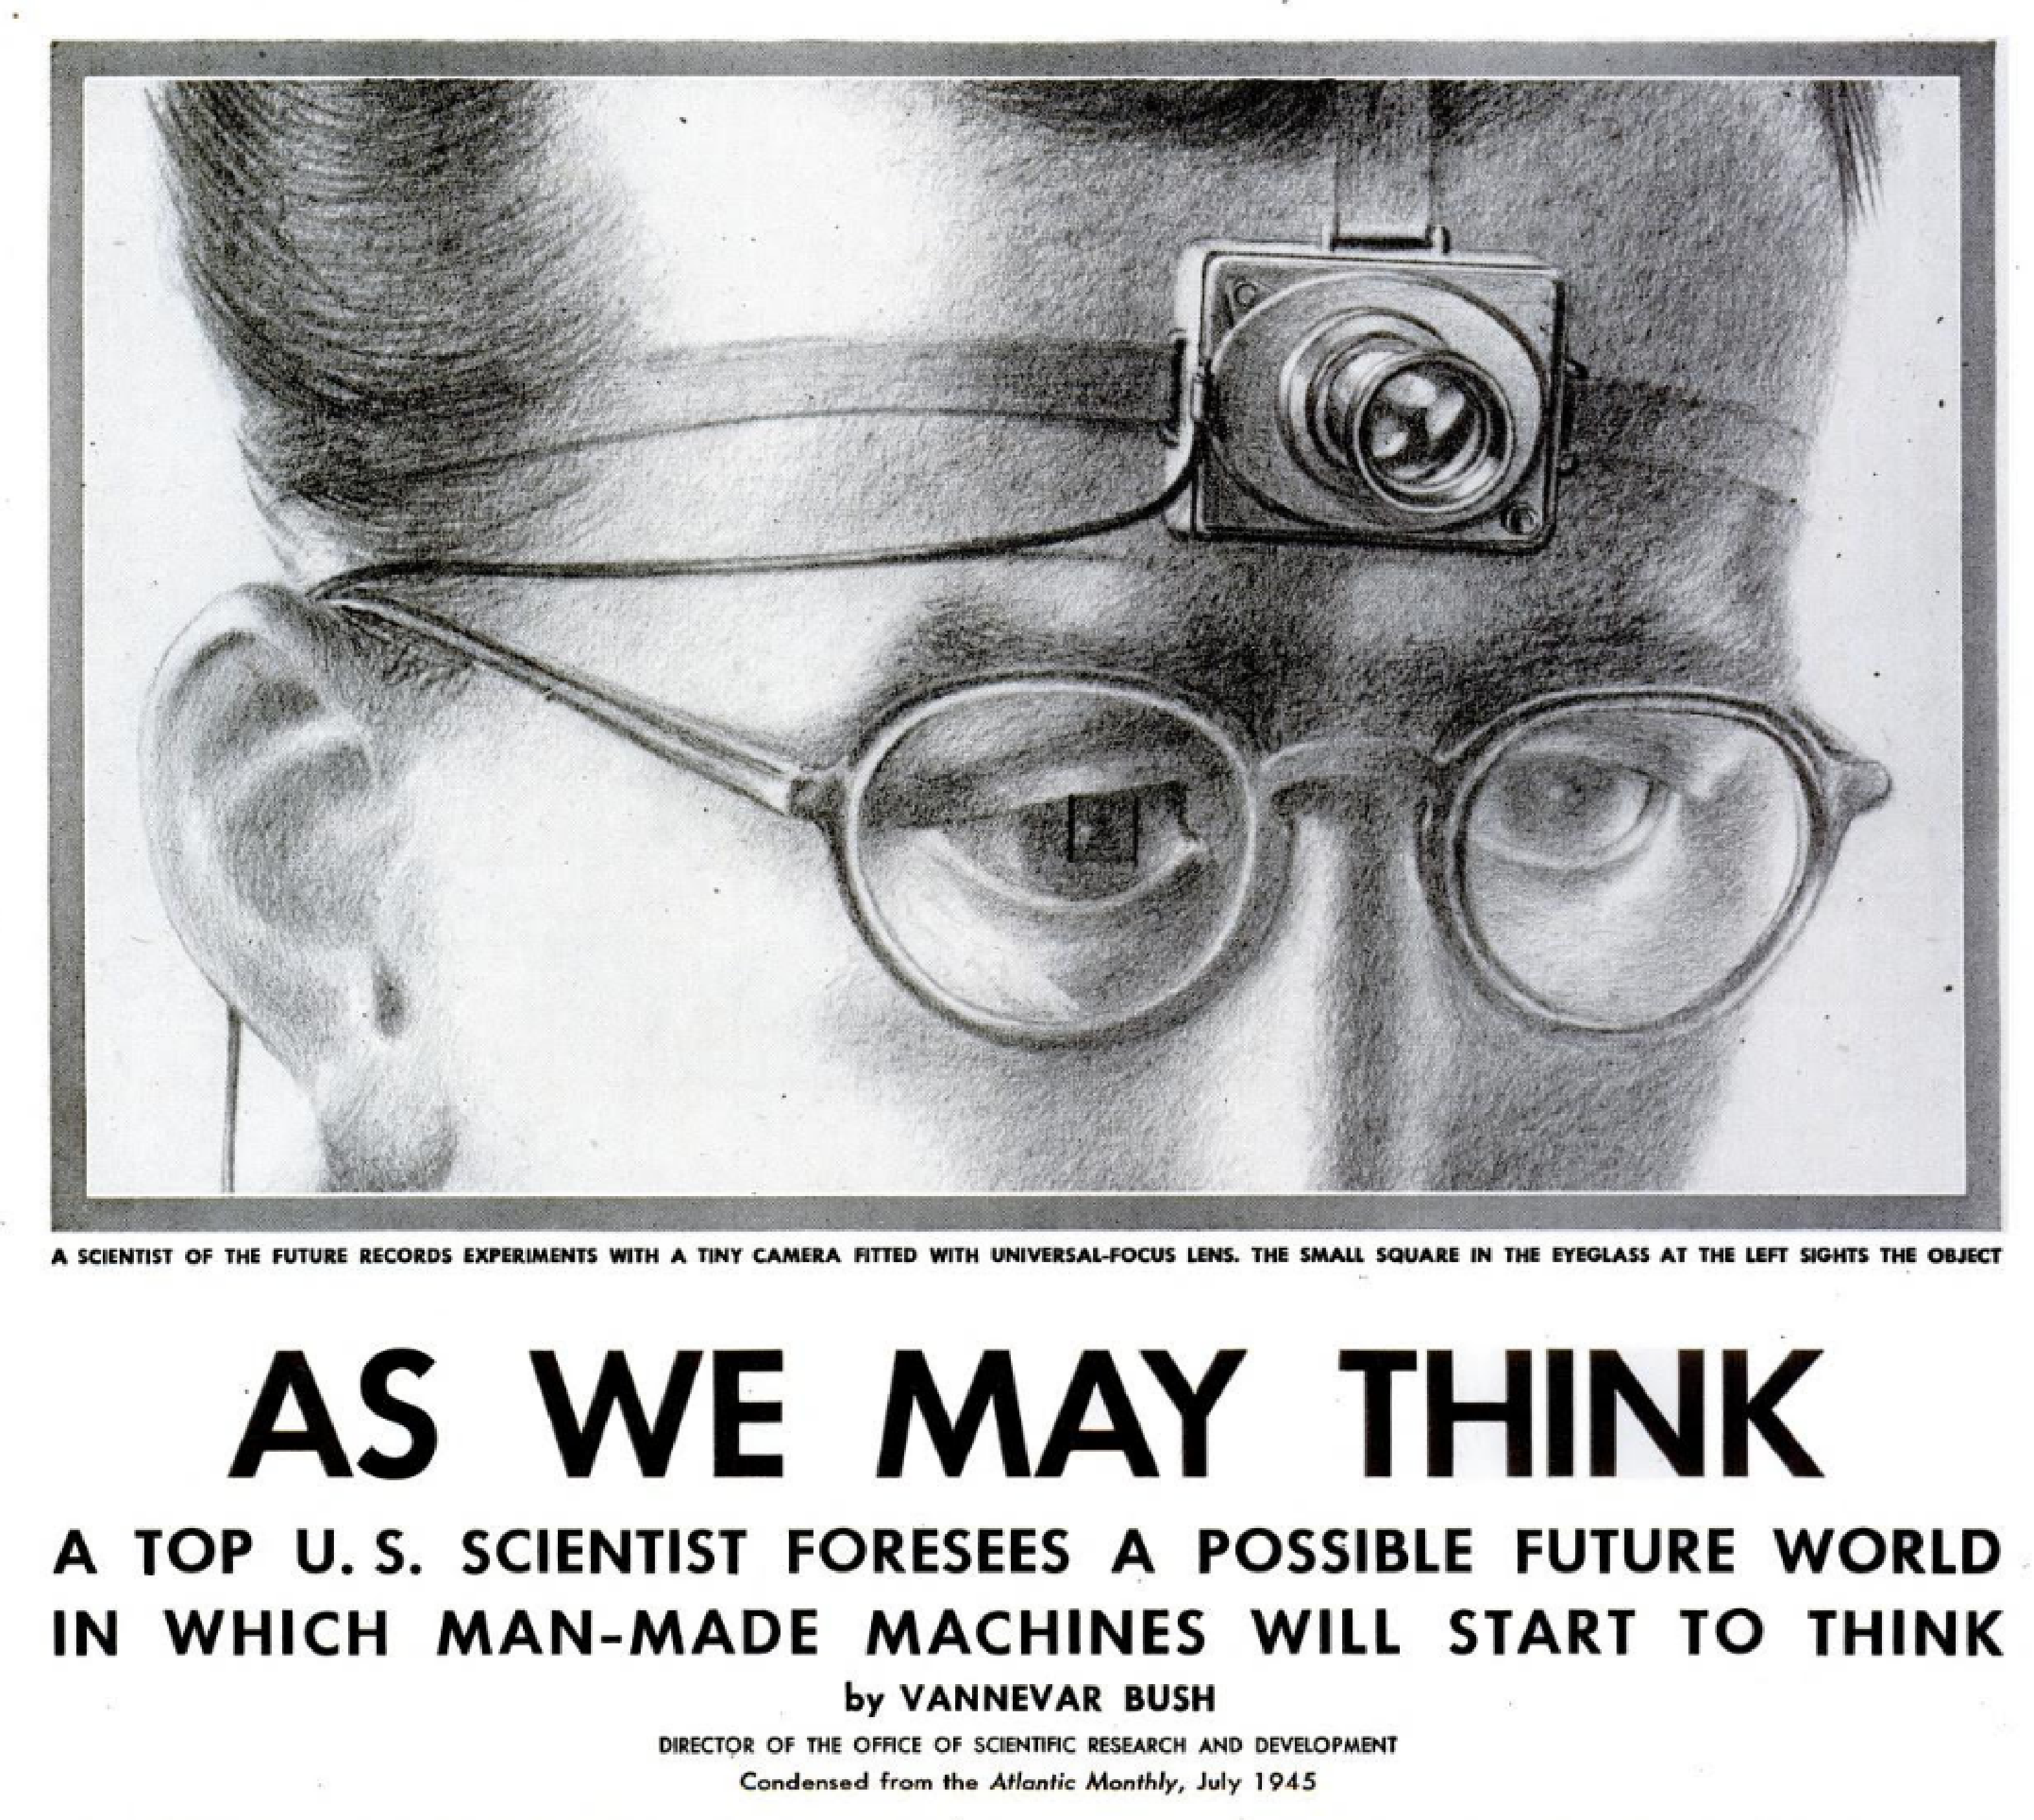 A SCIENTIST OF THE FUTURE RECORDS EXPERIMENTS WITH A TINY CAMERA FITTED WITH UNIVERSAL-FOCUS LENS. THE SMALL SQUARE IN THE EYEGLASS AT THE LEFT SIGHTS THE OBJECT
AS WE MAY THINK
A TOP U. S. SCIENTIST FORESEES A POSSIBLE FUTURE WORLD
IN WHICH MAN-MADE MACHINES WILL START TO THINK
by VANNEVAR BUSH
DIRECTOR OF THE OFFICE OF SCIENTIFIC RESEARCH AND DEVELOPMENT
Condensed from the Atlantic Monthly, July 1945